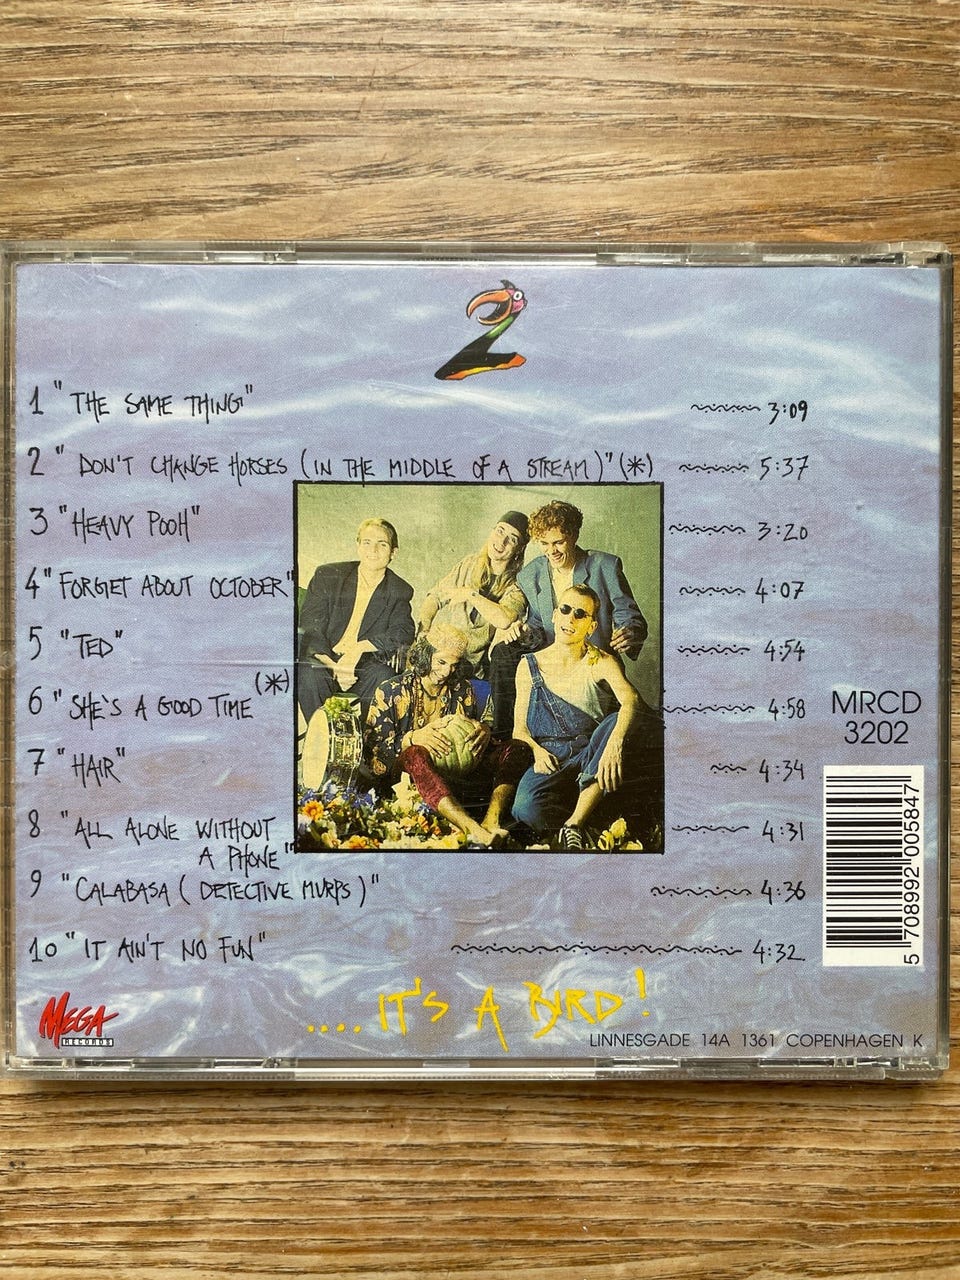 2
1 "THE SAME THING" 3:09
2 "DON'T CHANGE HORSES (IN THE MIDDLE OF A STREAM)" (*) 5:37
3 "HEAVY POOH" 3:20
4 "FORGET ABOUT OCTOBER" 4:07
5 "TED" 4:54
6 "SHE'S A GOOD TIME" (*) 4:58
7 "HAIR" 4:34
8 "ALL ALONE WITHOUT
A PHONE" 4:31
9 "CALABASA (DETECTIVE MURPS)" 4:36
10 "IT AIN'T NO FUN" 4:32
MRCD
3202
5 708992 005847
.... IT'S A BYRD!
MEGA
RECORDS
LINNESGADE 14A 1361 COPENHAGEN K